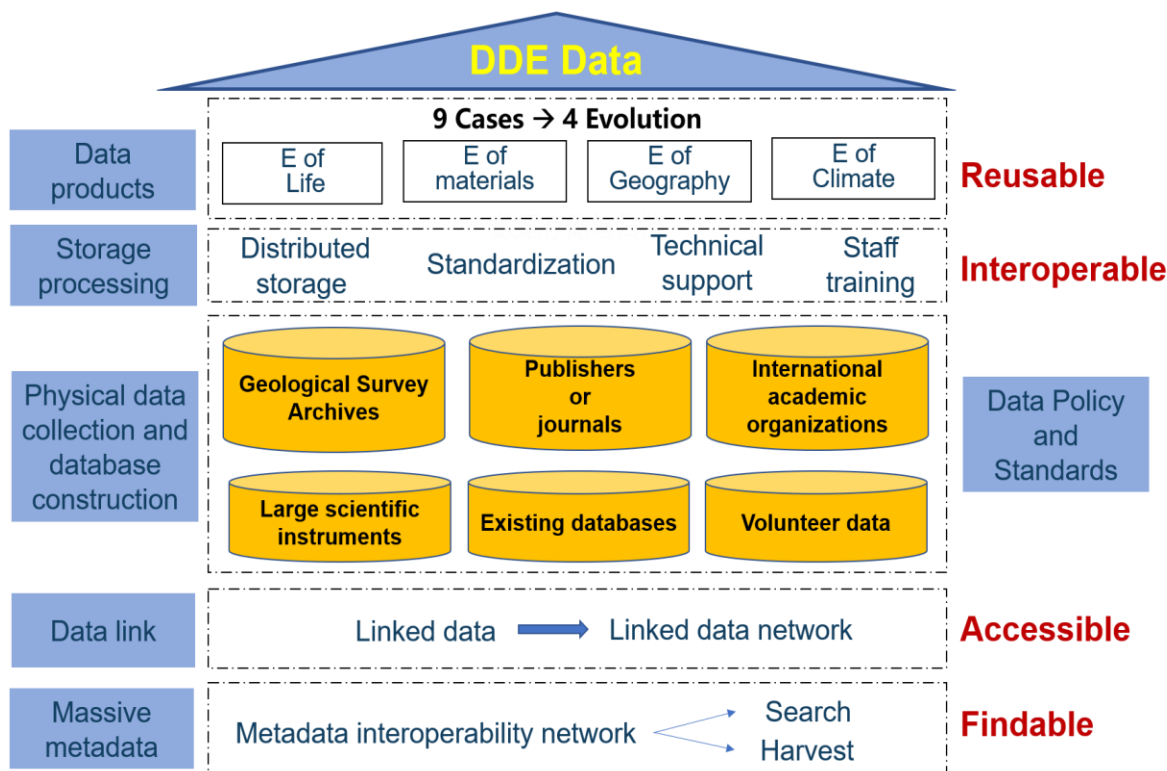 DDE Data
9 Cases → 4 Evolution
Data
products
E of
Life
E of
materials
E of
Geography
E of
Climate
Reusable
Storage
processing
Distributed
storage
Standardization
Technical
support
Staff
training
Interoperable
Physical data
collection and
database
construction
Geological Survey
Archives
Publishers
or
journals
International
academic
organizations
Large scientific
instruments
Existing databases
Volunteer data
Data Policy
and
Standards
Data link
Linked data
Linked data network
Accessible
Massive
metadata
Metadata interoperability network
Search
Harvest
Findable